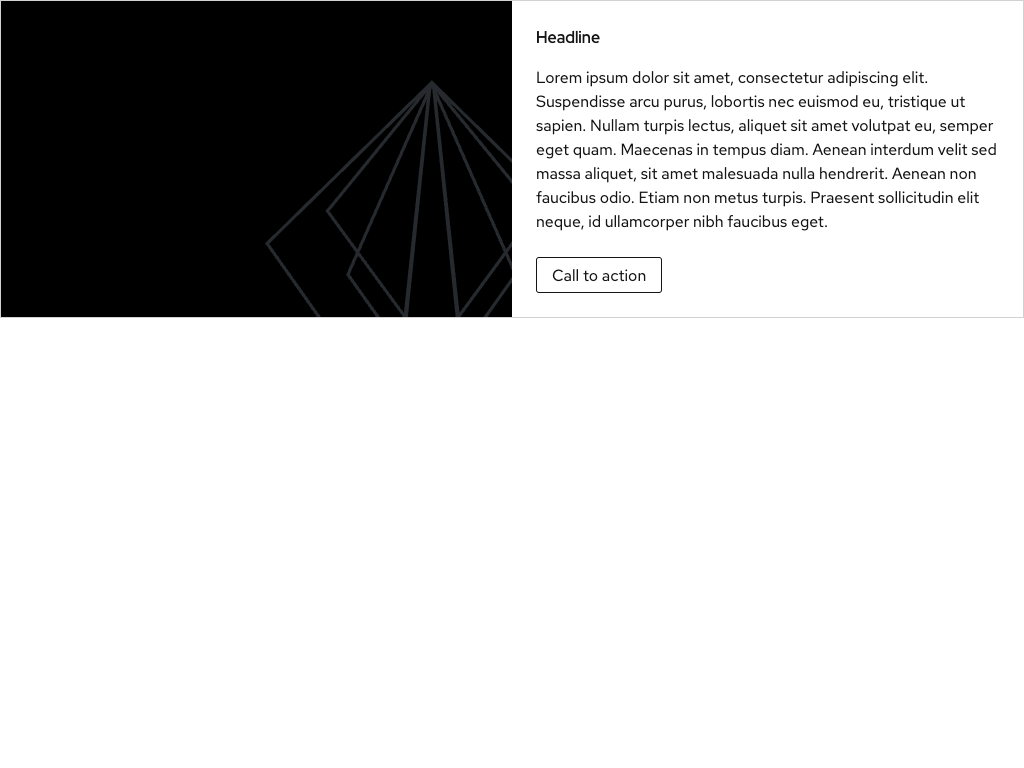 Headline
Lorem ipsum dolor sit amet, consectetur adipiscing elit.
Suspendisse arcu purus, lobortis nec euismod eu, tristique ut
sapien. Nullam turpis lectus, aliquet sit amet volutpat eu, semper
eget quam. Maecenas in tempus diam. Aenean interdum velit sed
massa aliquet, sit amet malesuada nulla hendrerit. Aenean non
faucibus odio. Etiam non metus turpis. Praesent sollicitudin elit
neque, id ullamcorper nibh faucibus eget.
Call to action